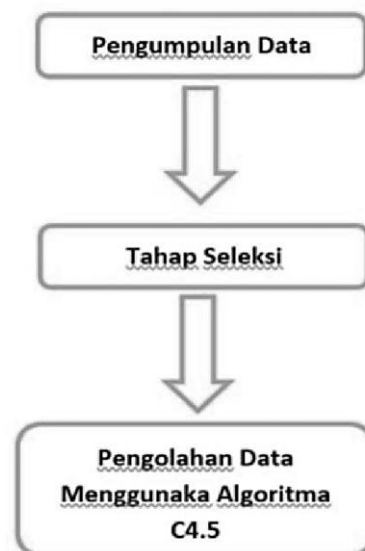 Pengumpulan Data
Tahap Seleksi
Pengolahan Data
Menggunaka Algoritma
C4.5